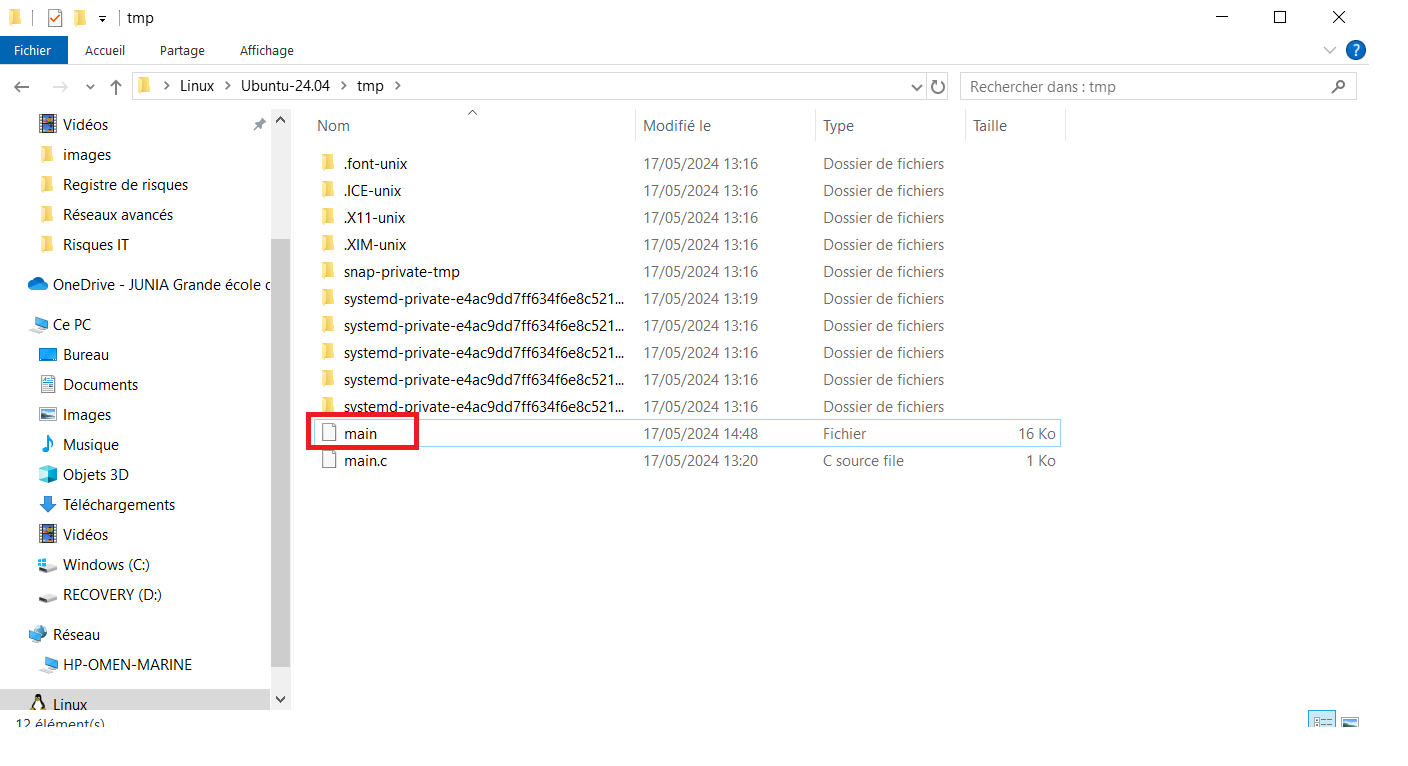 tmp
Fichier Accueil Partage Affichage ?
Linux Ubuntu-24.04 tmp Rechercher dans : tmp
Vidéos
images
Registre de risques
Réseaux avancés
Risques IT
OneDrive - JUNIA Grande école d
Ce PC
Bureau
Documents
Images
Musique
Objets 3D
Téléchargements
Vidéos
Windows (C:)
RECOVERY (D:)
Réseau
HP-OMEN-MARINE
Linux
Nom Modifié le Type Taille
.font-unix 17/05/2024 13:16 Dossier de fichiers
.ICE-unix 17/05/2024 13:16 Dossier de fichiers
.X11-unix 17/05/2024 13:16 Dossier de fichiers
.XIM-unix 17/05/2024 13:16 Dossier de fichiers
snap-private-tmp 17/05/2024 13:16 Dossier de fichiers
systemd-private-e4ac9dd7ff634f6e8c521... 17/05/2024 13:19 Dossier de fichiers
systemd-private-e4ac9dd7ff634f6e8c521... 17/05/2024 13:16 Dossier de fichiers
systemd-private-e4ac9dd7ff634f6e8c521... 17/05/2024 13:16 Dossier de fichiers
systemd-private-e4ac9dd7ff634f6e8c521... 17/05/2024 13:16 Dossier de fichiers
systemd-private-e4ac9dd7ff634f6e8c521... 17/05/2024 13:16 Dossier de fichiers
main 17/05/2024 14:48 Fichier 16 Ko
main.c 17/05/2024 13:20 C source file 1 Ko
12 élément(s)